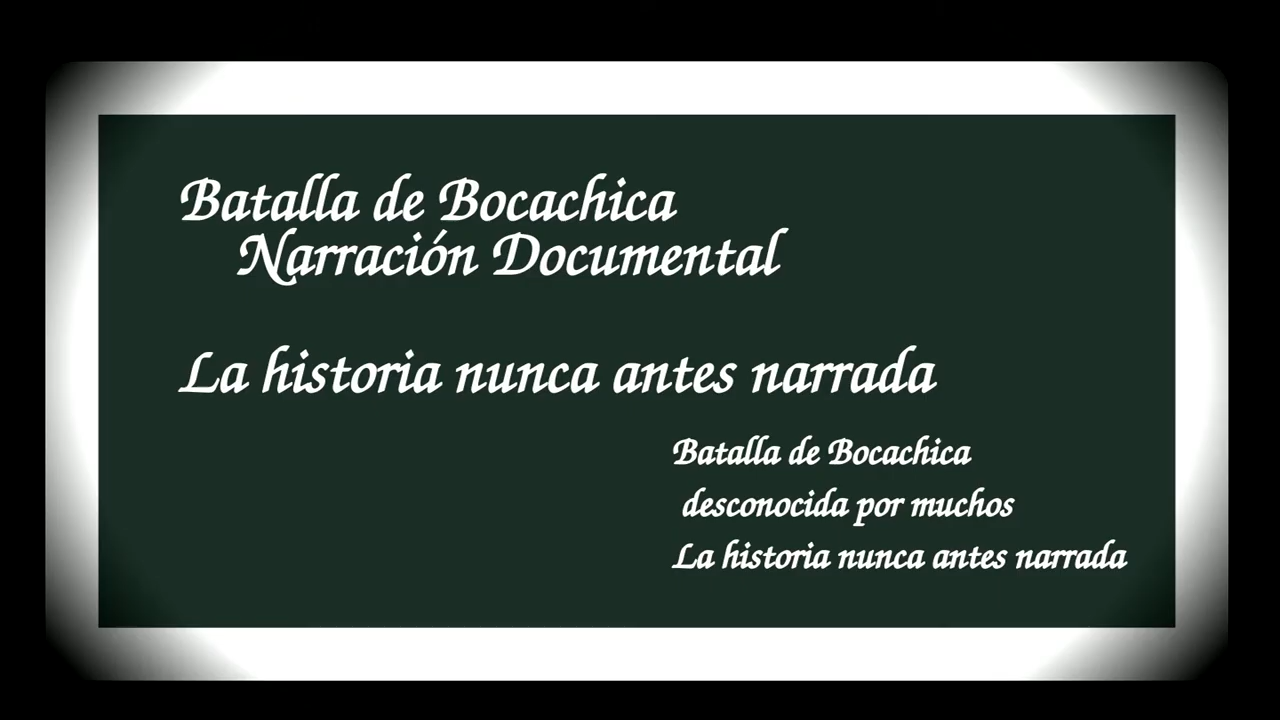 Batalla de Bocachica
Narración Documental
La historia nunca antes narrada
Batalla de Bocachica
desconocida por muchos
La historia nunca antes narrada